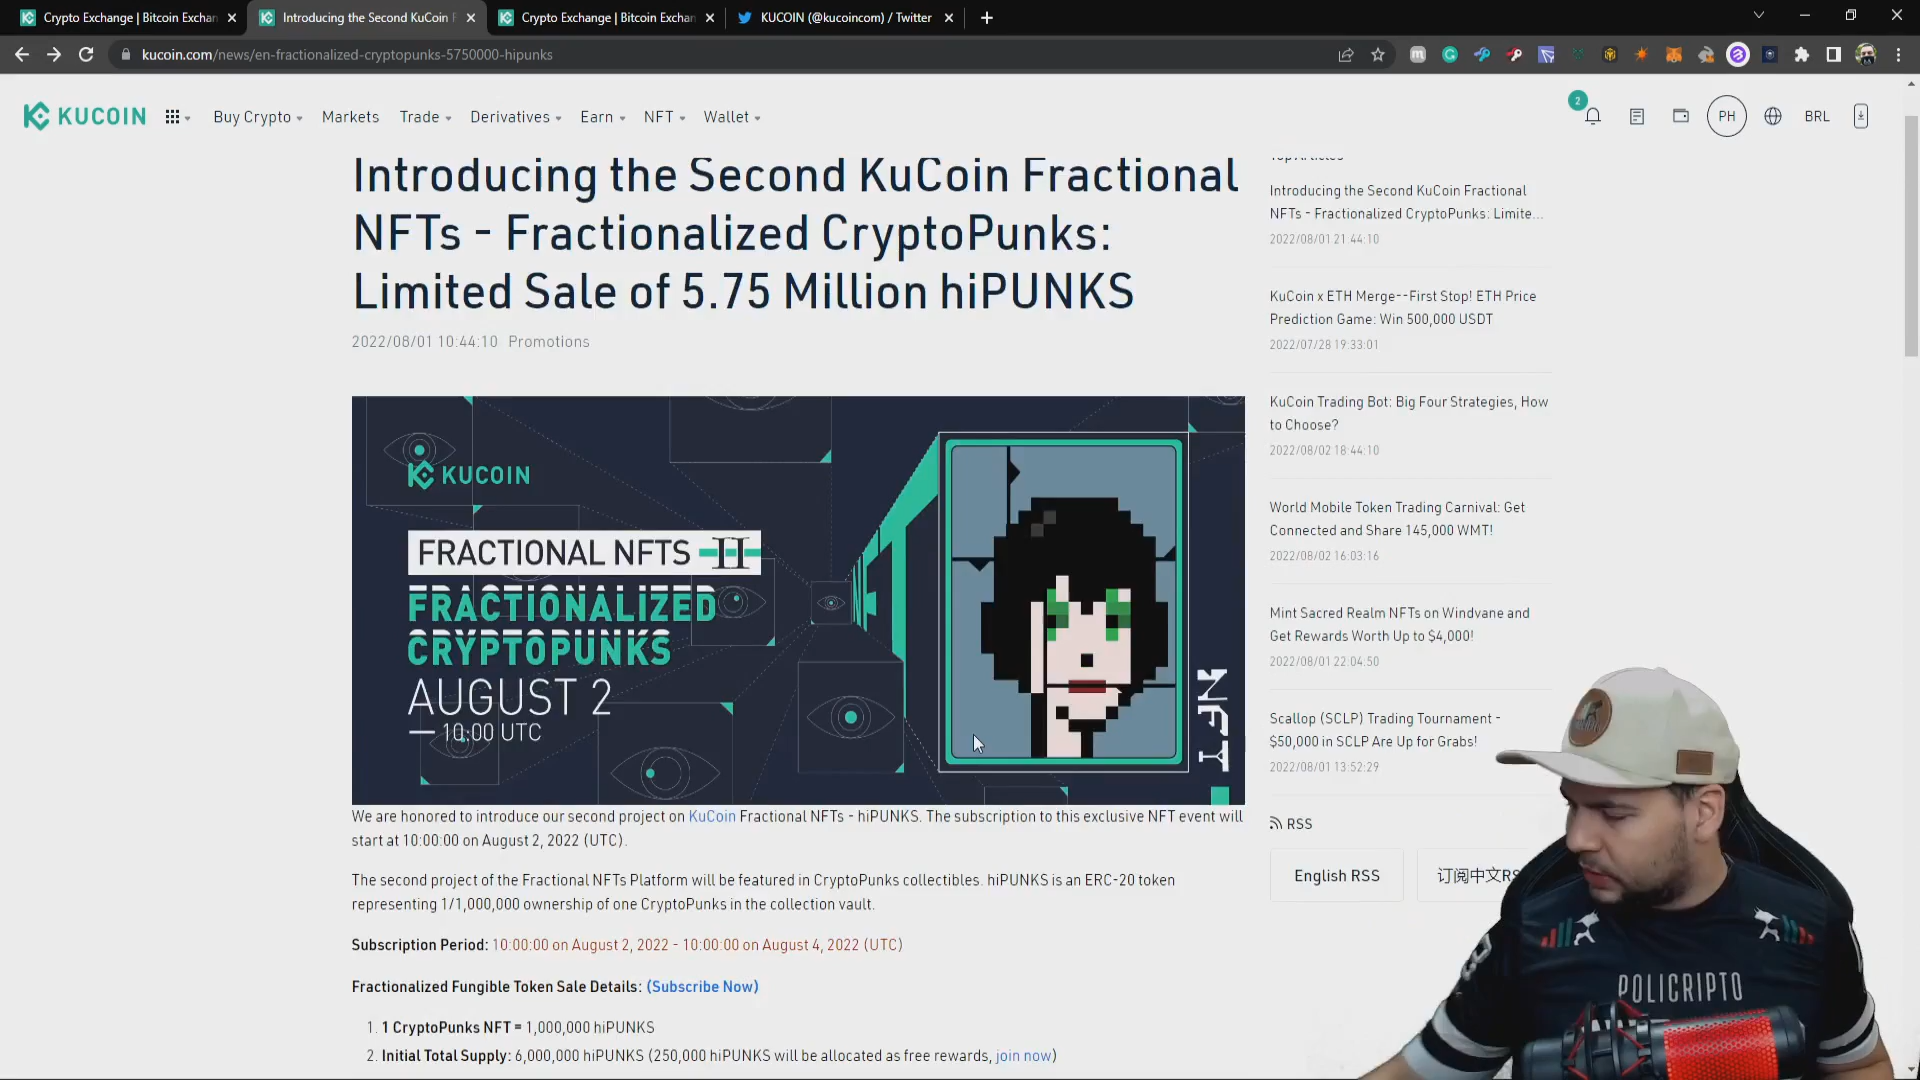 Crypto Exchange | Bitcoin Exchan
Introducing the Second KuCoin F
Crypto Exchange | Bitcoin Exchan
KUCOIN (@kucoincom) / Twitter
kucoin.com/news/en-fractionalized-cryptopunks-5750000-hipunks
KUCOIN
Buy Crypto
Markets
Trade
Derivatives
Earn
NFT
Wallet
2
PH
BRL
Introducing the Second KuCoin Fractional
NFTs - Fractionalized CryptoPunks:
Limited Sale of 5.75 Million hiPUNKS
2022/08/01 10:44:10 Promotions
KUCOIN
FRACTIONAL NFTS II
FRACTIONALIZED
CRYPTOPUNKS
AUGUST 2
— 10:00 UTC
NFT
We are honored to introduce our second project on KuCoin Fractional NFTs - hiPUNKS. The subscription to this exclusive NFT event will
start at 10:00:00 on August 2, 2022 (UTC).
The second project of the Fractional NFTs Platform will be featured in CryptoPunks collectibles. hiPUNKS is an ERC-20 token
representing 1/1,000,000 ownership of one CryptoPunks in the collection vault.
Subscription Period: 10:00:00 on August 2, 2022 - 10:00:00 on August 4, 2022 (UTC)
Fractionalized Fungible Token Sale Details: (Subscribe Now)
1. 1 CryptoPunks NFT = 1,000,000 hiPUNKS
2. Initial Total Supply: 6,000,000 hiPUNKS (250,000 hiPUNKS will be allocated as free rewards, join now)
Top Articles
Introducing the Second KuCoin Fractional
NFTs - Fractionalized CryptoPunks: Limite...
2022/08/01 21:44:10
KuCoin x ETH Merge--First Stop! ETH Price
Prediction Game: Win 500,000 USDT
2022/07/28 19:33:01
KuCoin Trading Bot: Big Four Strategies, How
to Choose?
2022/08/02 18:44:10
World Mobile Token Trading Carnival: Get
Connected and Share 145,000 WMT!
2022/08/02 16:03:16
Mint Sacred Realm NFTs on Windvane and
Get Rewards Worth Up to $4,000!
2022/08/01 22:04:50
Scallop (SCLP) Trading Tournament -
$50,000 in SCLP Are Up for Grabs!
2022/08/01 13:52:29
RSS
English RSS
订阅中文RS
POLICRIPTO